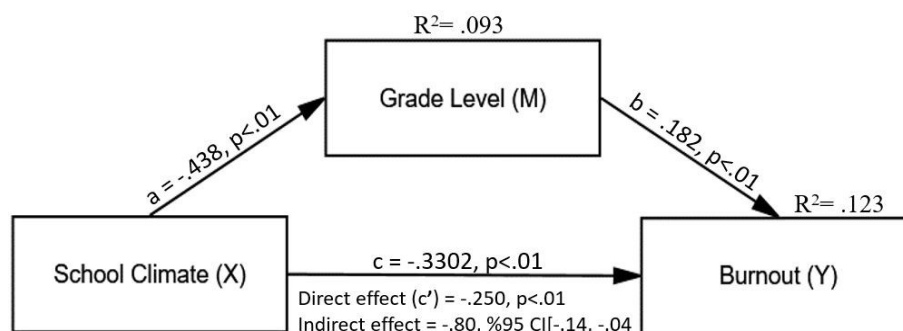 R²= .093
Grade Level (M)
a = -.438, p<.01
b = .182, p<.01
R²= .123
School Climate (X)
c = -.3302, p<.01
Burnout (Y)
Direct effect (c’) = -.250, p<.01
Indirect effect = -.80, %95 CI[-.14, -.04